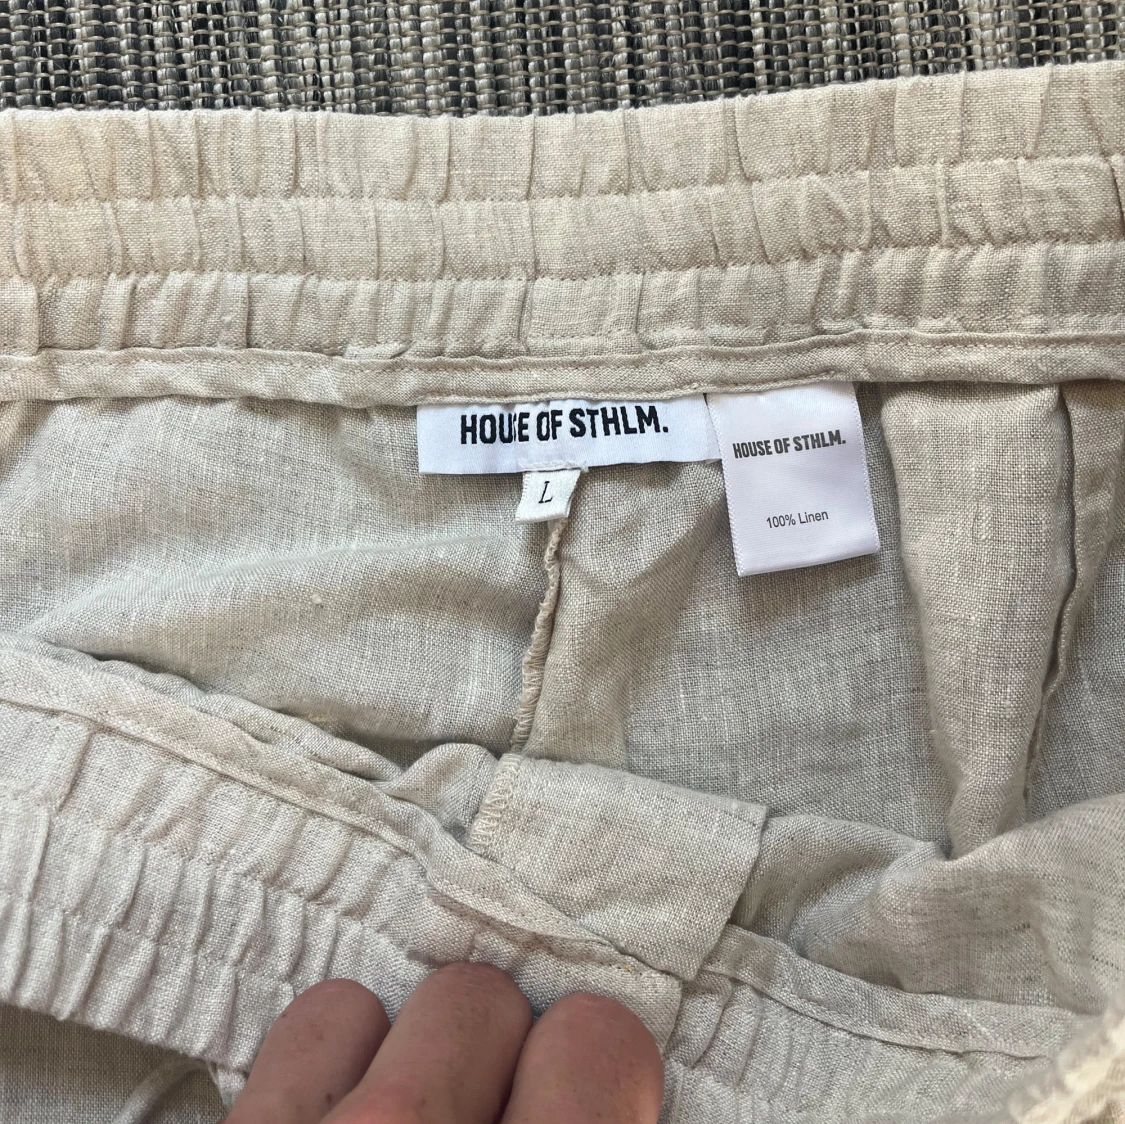 HOUSE OF STHLM.
L
HOUSE OF STHLM.
100% Linen